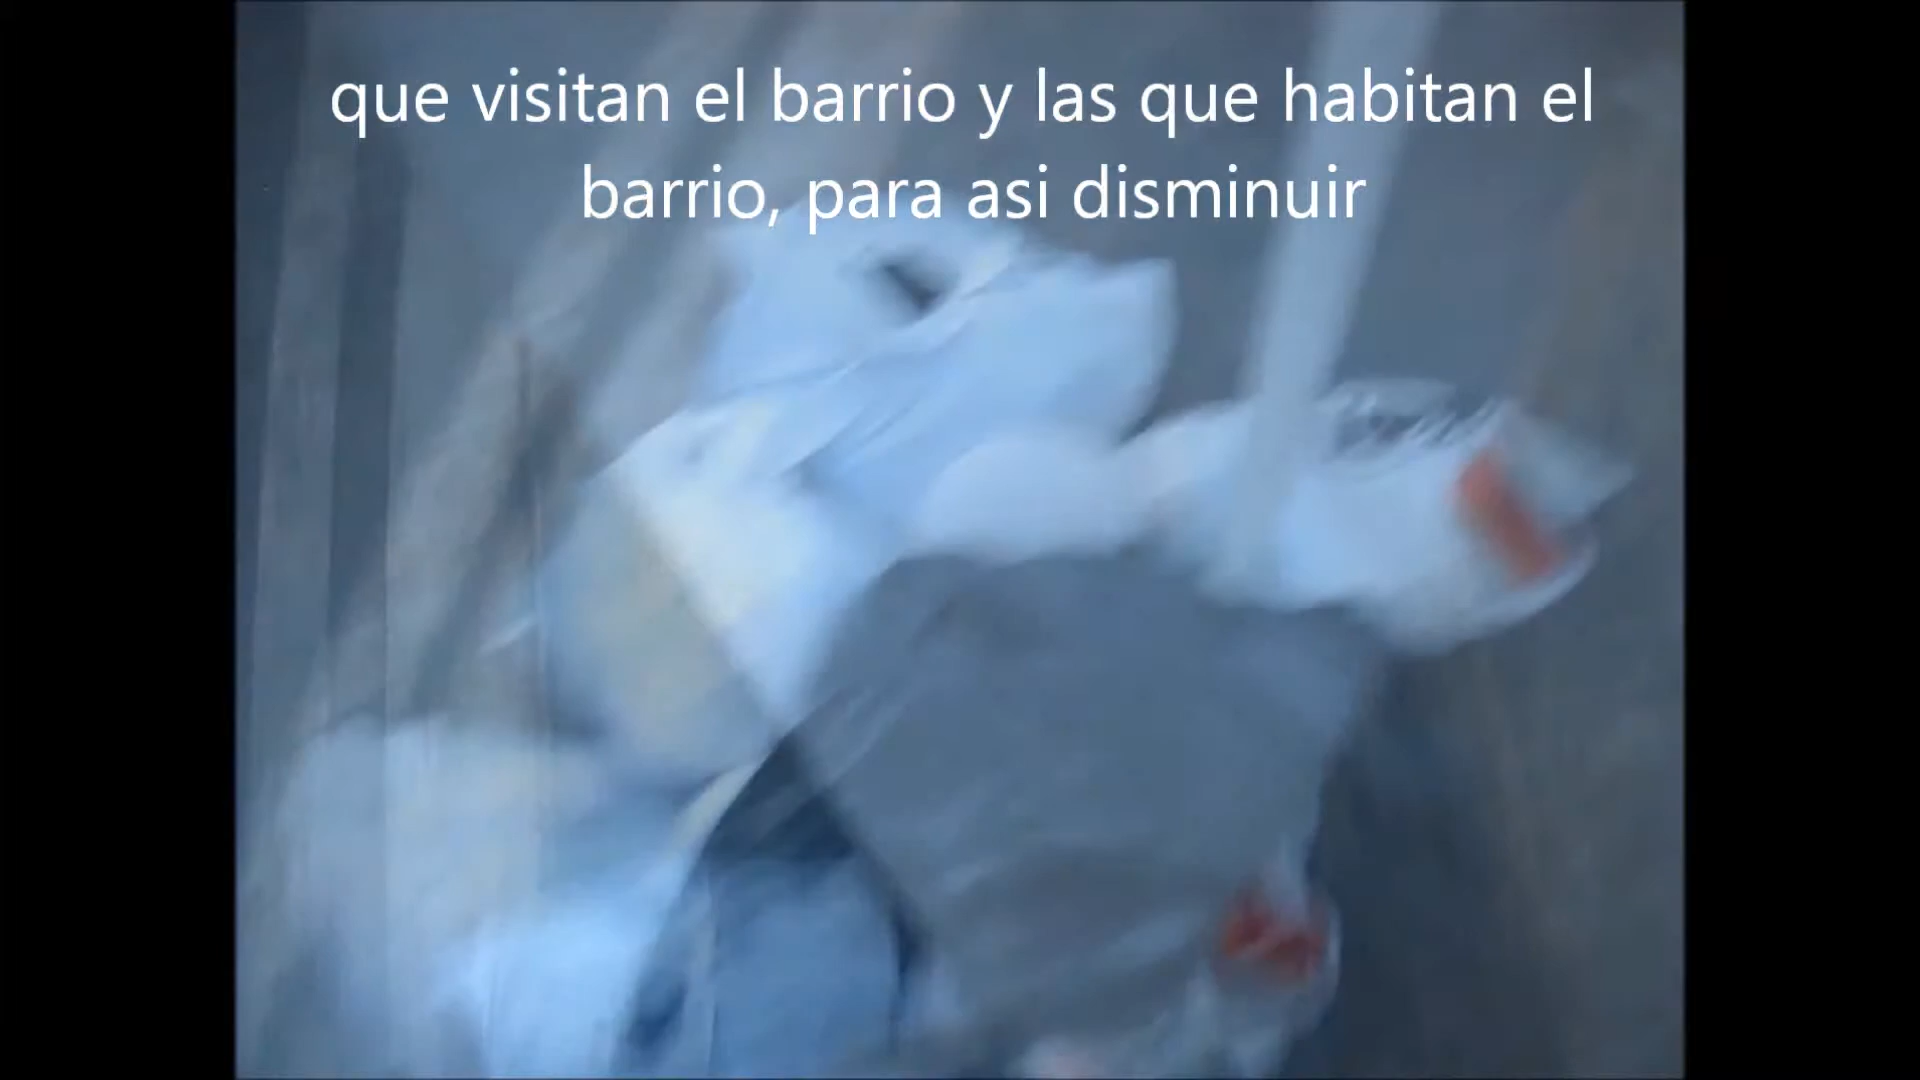 que visitan el barrio y las que habitan el
barrio, para asi disminuir